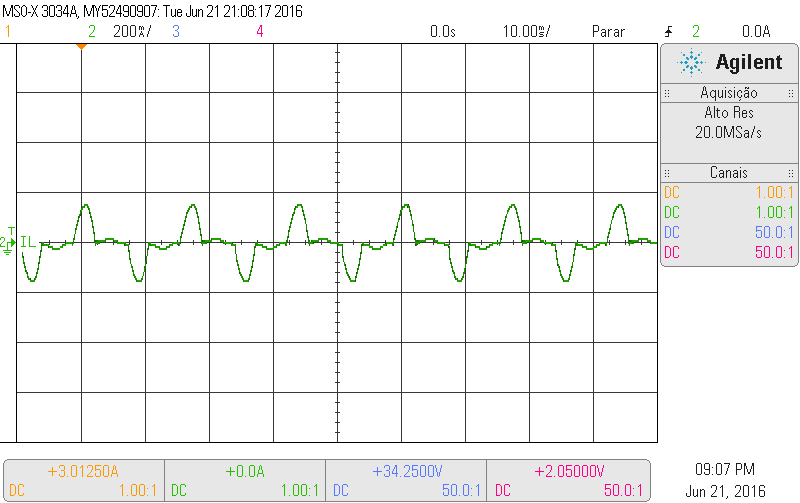 MSO-X 3034A, MY52490907: Tue Jun 21 21:08:17 2016
1 2 200%/ 3 4 0.0s 10.00%/ Parar 2 0.0A
Agilent
Aquisição
Alto Res
20.0MSa/s
Canais
DC 1.00:1
DC 1.00:1
DC 50.0:1
DC 50.0:1
T
2 IL
+3.01250A +0.0A +34.2500V +2.05000V
DC 1.00:1 DC 1.00:1 DC 50.0:1 DC 50.0:1
09:07 PM
Jun 21, 2016